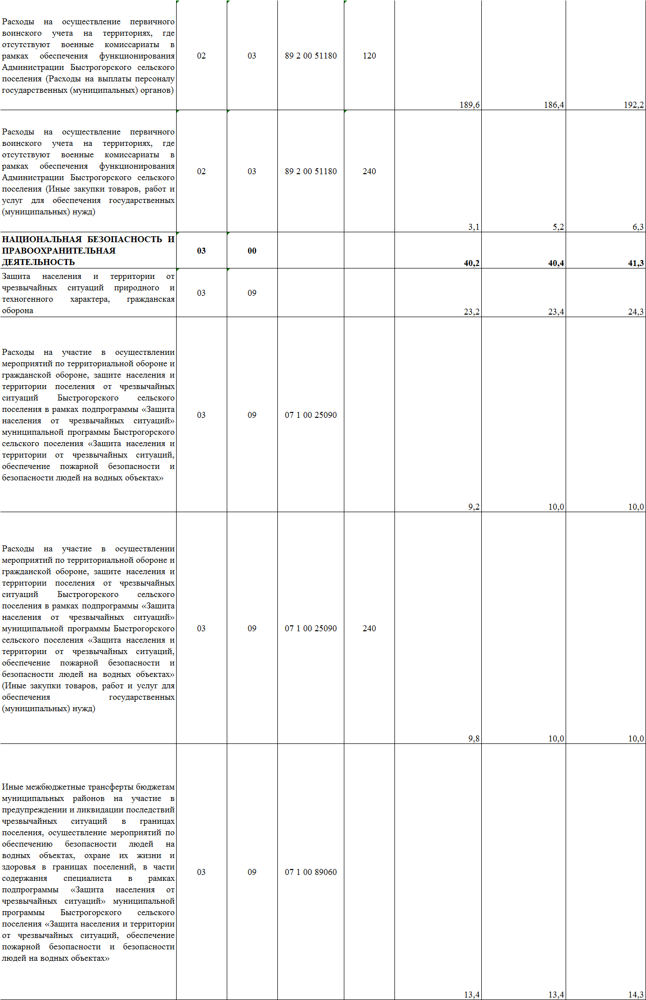 Расходы на осуществление первичного
воинского учета на территориях, где
отсутствуют военные комиссариаты в
рамках обеспечения функционирования
Администрации Быстрогорского сельского
поселения (Расходы на выплаты персоналу
государственных (муниципальных) органов)
02 03 89 2 00 51180 120
189,6 186,4 192,2
Расходы на осуществление первичного
воинского учета на территориях, где
отсутствуют военные комиссариаты в
рамках обеспечения функционирования
Администрации Быстрогорского сельского
поселения (Иные закупки товаров, работ и
услуг для обеспечения государственных
(муниципальных) нужд)
02 03 89 2 00 51180 240
3,1 5,2 6,3
НАЦИОНАЛЬНАЯ БЕЗОПАСНОСТЬ И
ПРАВООХРАНИТЕЛЬНАЯ
ДЕЯТЕЛЬНОСТЬ
03 00
40,2 40,4 41,3
Защита населения и территории от
чрезвычайных ситуаций природного и
техногенного характера, гражданская
оборона
03 09
23,2 23,4 24,3
Расходы на участие в осуществлении
мероприятий по территориальной обороне и
гражданской обороне, защите населения и
территории поселения от чрезвычайных
ситуаций Быстрогорского сельского
поселения в рамках подпрограммы «Защита
населения от чрезвычайных ситуаций»
муниципальной программы Быстрогорского
сельского поселения «Защита населения и
территории от чрезвычайных ситуаций,
обеспечение пожарной безопасности и
безопасности людей на водных объектах»
03 09 07 1 00 25090
9,2 10,0 10,0
Расходы на участие в осуществлении
мероприятий по территориальной обороне и
гражданской обороне, защите населения и
территории поселения от чрезвычайных
ситуаций Быстрогорского сельского
поселения в рамках подпрограммы «Защита
населения от чрезвычайных ситуаций»
муниципальной программы Быстрогорского
сельского поселения «Защита населения и
территории от чрезвычайных ситуаций,
обеспечение пожарной безопасности и
безопасности людей на водных объектах»
(Иные закупки товаров, работ и услуг для
обеспечения государственных
(муниципальных) нужд)
03 09 07 1 00 25090 240
9,8 10,0 10,0
Иные межбюджетные трансферты бюджетам
муниципальных районов на участие в
предупреждении и ликвидации последствий
чрезвычайных ситуаций в границах
поселения, осуществление мероприятий по
обеспечению безопасности людей на
водных объектах, охране их жизни и
здоровья в границах поселений, в части
содержания специалиста в рамках
подпрограммы «Защита населения от
чрезвычайных ситуаций» муниципальной
программы Быстрогорского сельского
поселения «Защита населения и территории
от чрезвычайных ситуаций, обеспечение
пожарной безопасности и безопасности
людей на водных объектах»
03 09 07 1 00 89060
13,4 13,4 14,3